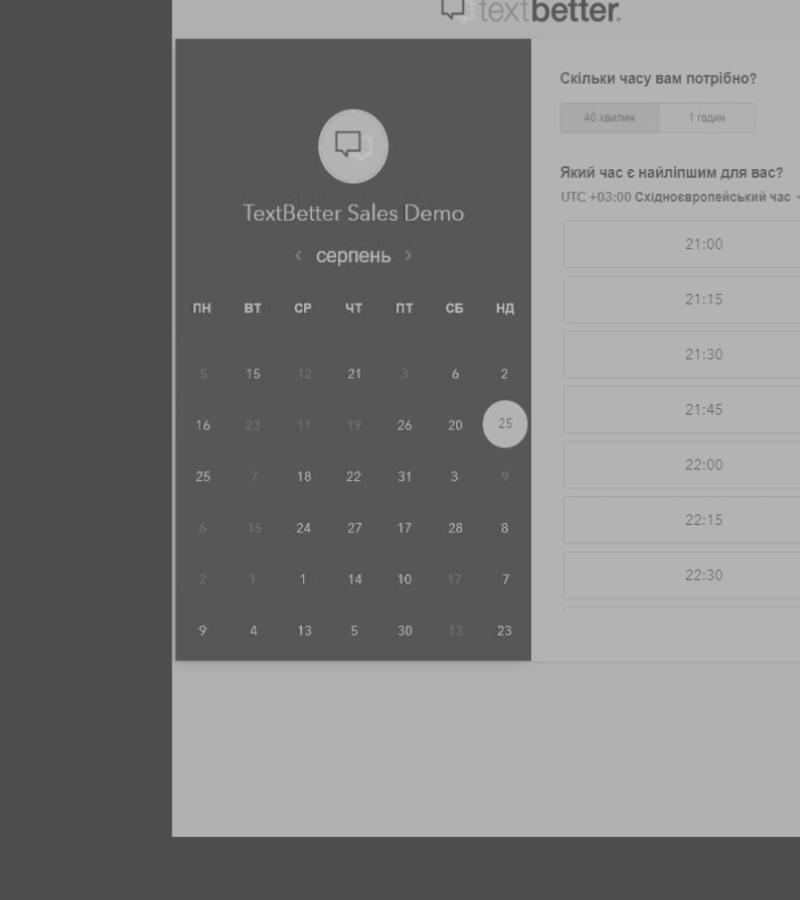 textbetter.
TextBetter Sales Demo
‹ серпень ›
ПН ВТ СР ЧТ ПТ СБ НД
5 15 12 21 3 6 2
16 23 11 19 26 20 25
25 7 18 22 31 3 9
6 15 24 27 17 28 8
2 1 1 14 10 17 7
9 4 13 5 30 13 23
Скільки часу вам потрібно?
40 хвилин 1 годин
Який час є найліпшим для вас?
UTC +03:00 Східноєвропейський час
21:00
21:15
21:30
21:45
22:00
22:15
22:30